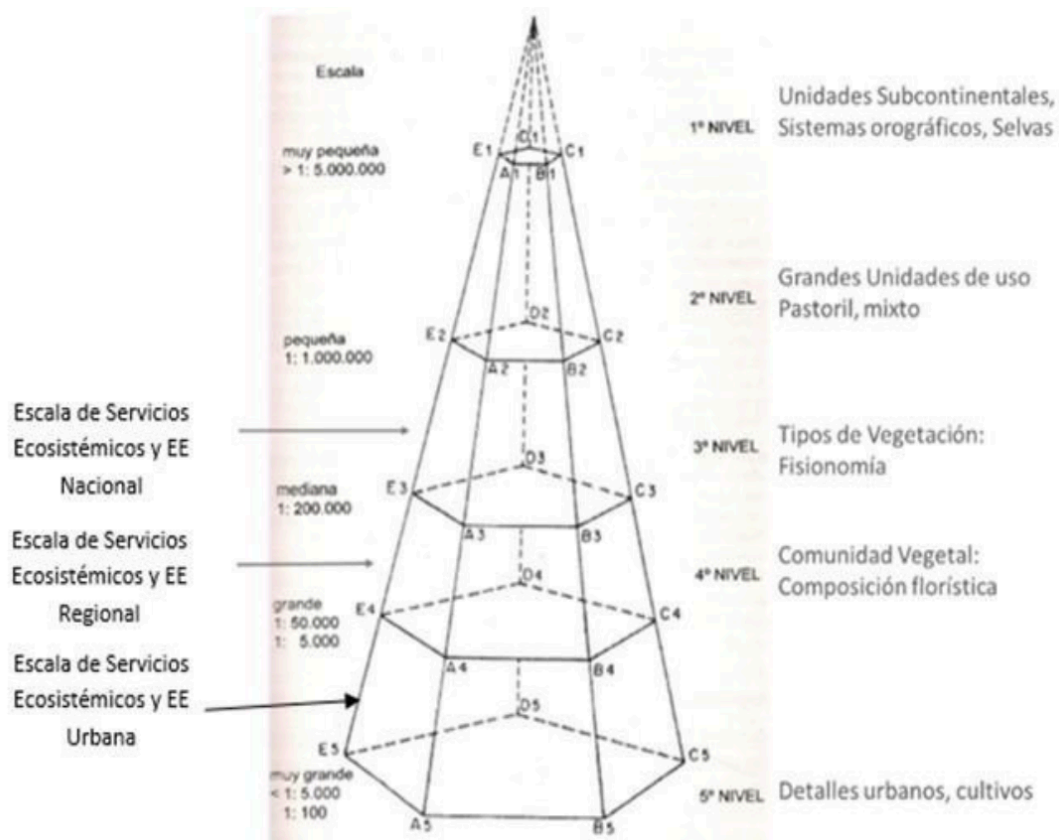 Escala
muy pequeña
> 1: 5.000.000
pequeña
1: 1.000.000
mediana
1: 200.000
grande
1: 50.000
1: 5.000
muy grande
< 1: 5.000
1: 100
Escala de Servicios
Ecosistémicos y EE
Nacional
Escala de Servicios
Ecosistémicos y EE
Regional
Escala de Servicios
Ecosistémicos y EE
Urbana
E1
D1
C1
A1
B1
E2
D2
C2
A2
B2
E3
D3
C3
A3
B3
E4
D4
C4
A4
B4
E5
D5
C5
A5
B5
1º NIVEL
Unidades Subcontinentales,
Sistemas orográficos, Selvas
2º NIVEL
Grandes Unidades de uso
Pastoril, mixto
3º NIVEL
Tipos de Vegetación:
Fisionomía
4º NIVEL
Comunidad Vegetal:
Composición florística
5º NIVEL
Detalles urbanos, cultivos